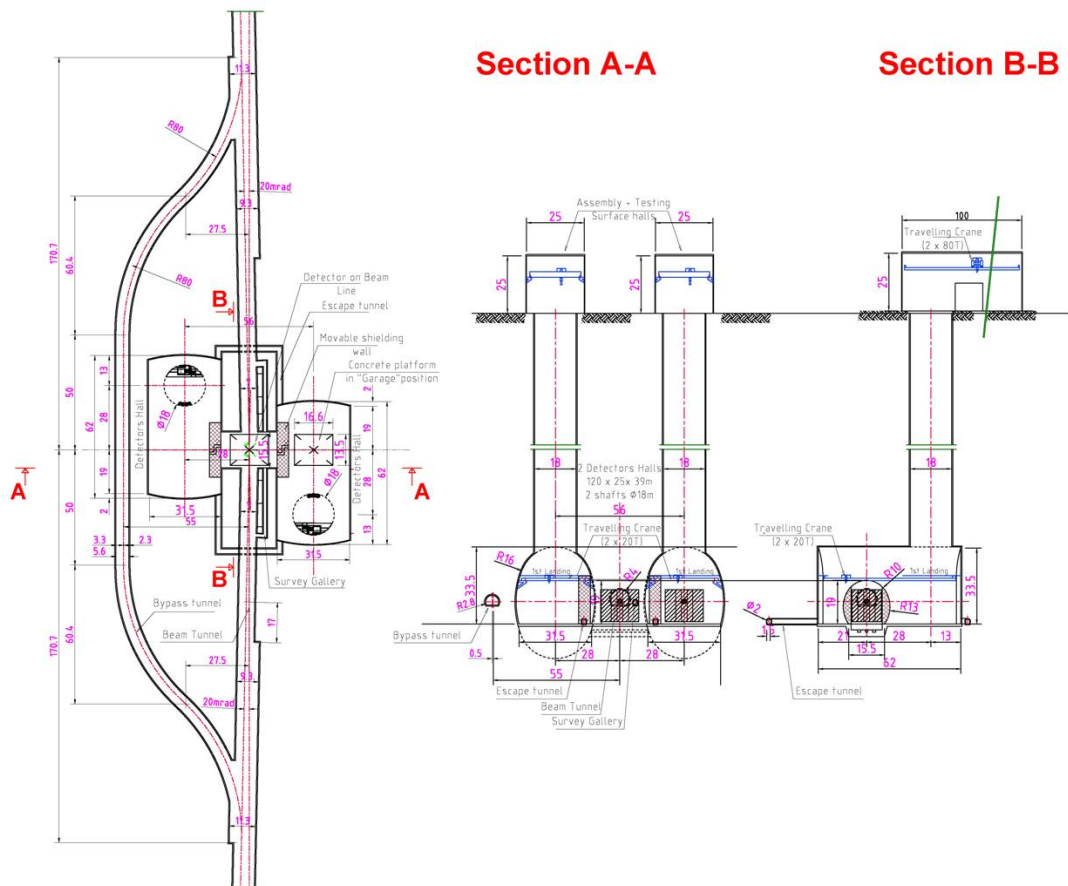 Section A-A
Section B-B
11.3
R80
20mrad
9.3
27.5
170.7
60.4
R80
Detector on Beam
Line
Escape tunnel
B
56
Movable shielding
wall
Concrete platform
in "Garage" position
50
13
Ø18
2
62
28
Detectors Hall
16.6
19
15.5
13.5
28
A
A
19
Ø18
28
62
Detectors Hall
50
2
31.5
55
13
31.5
3.3
2.3
5.6
B
Survey Gallery
17
Bypass tunnel
Beam Tunnel
170.7
60.4
27.5
9.3
20mrad
11.3
Assembly + Testing
Surface halls
25
25
25
25
18
18
2 Detectors Halls
120 x 25x 39m
2 shafts Ø18m
56
Travelling Crane
(2 x 20T)
R16
1st Landing
1st Landing
R4
33.5
19
R2.8
Bypass tunnel
31.5
31.5
0.5
28
28
55
Escape tunnel
Beam Tunnel
Survey Gallery
100
Travelling Crane
(2 x 80T)
25
18
Travelling Crane
(2 x 20T)
R10
1st Landing
19
33.5
R13
Ø2
1.5
21
28
13
15.5
62
Escape tunnel